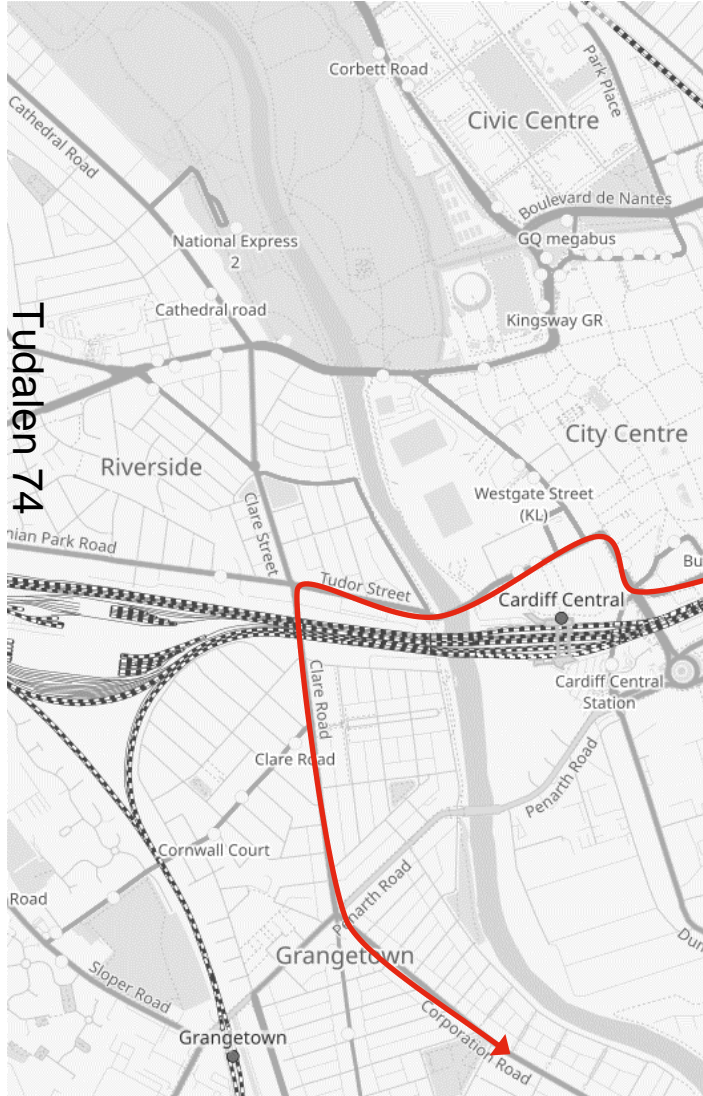 Corbett Road
Park Place
Cathedral Road
Civic Centre
Boulevard de Nantes
National Express
2
GQ megabus
Cathedral road
Kingsway GR
Tudalen 74
City Centre
Riverside
Westgate Street
(KL)
Clare Street
nian Park Road
Bu
Tudor Street
Cardiff Central
Clare Road
Cardiff Central
Station
Clare Road
Penarth Road
Cornwall Court
Penarth Road
Road
Grangetown
Dun
Sloper Road
Corporation Road
Grangetown